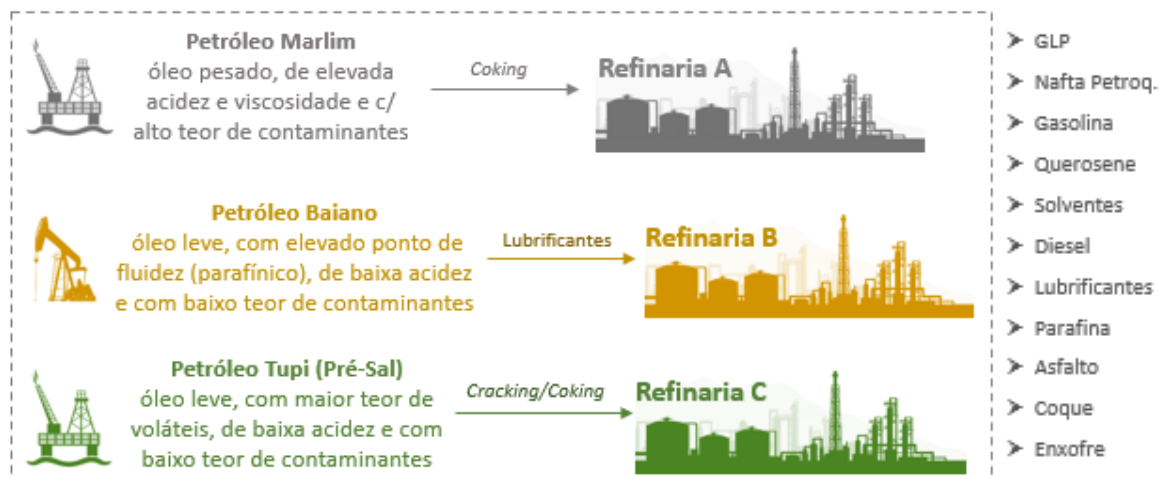 Petróleo Marlim
óleo pesado, de elevada
acidez e viscosidade e c/
alto teor de contaminantes
Coking
Refinaria A
Petróleo Baiano
óleo leve, com elevado ponto de
fluidez (parafínico), de baixa acidez
e com baixo teor de contaminantes
Lubrificantes
Refinaria B
Petróleo Tupi (Pré-Sal)
óleo leve, com maior teor de
voláteis, de baixa acidez e com
baixo teor de contaminantes
Cracking/Coking
Refinaria C
➤ GLP
➤ Nafta Petroq.
➤ Gasolina
➤ Querosene
➤ Solventes
➤ Diesel
➤ Lubrificantes
➤ Parafina
➤ Asfalto
➤ Coque
➤ Enxofre